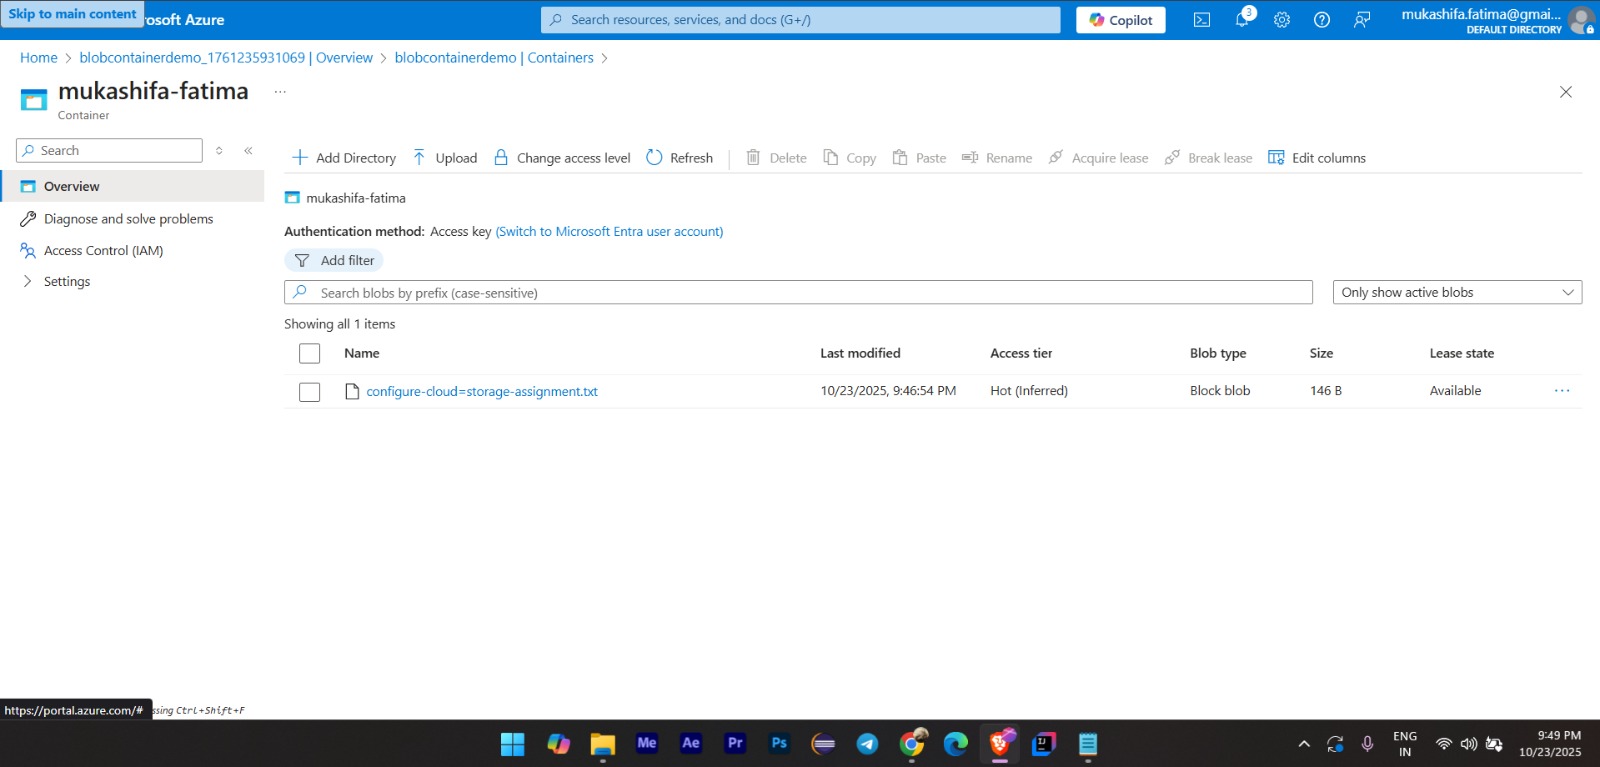 Skip to main content
rosoft Azure
Search resources, services, and docs (G+/)
Copilot
3
mukashifa.fatima@gmai...
DEFAULT DIRECTORY
Home > blobcontainerdemo_1761235931069 | Overview > blobcontainerdemo | Containers >
mukashifa-fatima ...
Container
Search
Overview
Diagnose and solve problems
Access Control (IAM)
Settings
Add Directory Upload Change access level Refresh Delete Copy Paste Rename Acquire lease Break lease Edit columns
mukashifa-fatima
Authentication method: Access key (Switch to Microsoft Entra user account)
Add filter
Search blobs by prefix (case-sensitive)
Only show active blobs
Showing all 1 items
Name Last modified Access tier Blob type Size Lease state
configure-cloud=storage-assignment.txt 10/23/2025, 9:46:54 PM Hot (Inferred) Block blob 146 B Available ...
https://portal.azure.com/# ssing Ctrl+Shift+F
Me Ae Pr Ps IJ
ENG
IN
9:49 PM
10/23/2025